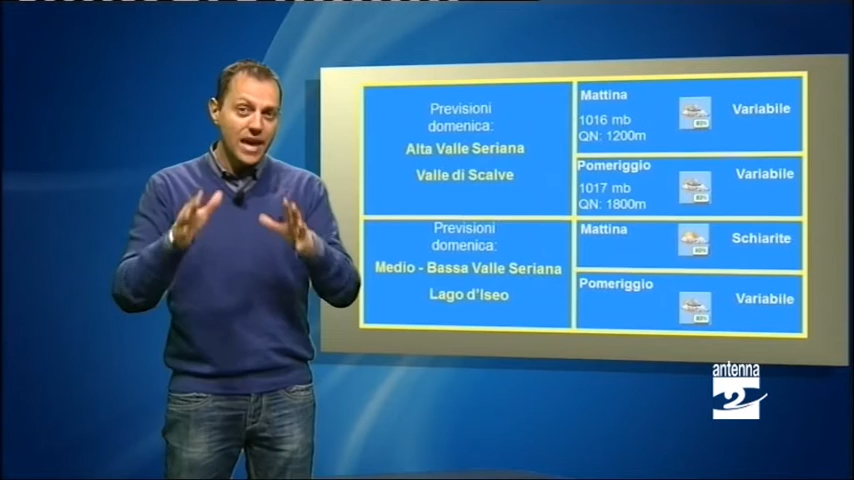 Previsioni
domenica:
Alta Valle Seriana
Valle di Scalve
Mattina
1016 mb
QN: 1200m
Variabile
Pomeriggio
1017 mb
QN: 1800m
Variabile
Previsioni
domenica:
Medio - Bassa Valle Seriana
Lago d'Iseo
Mattina
Schiarite
Pomeriggio
Variabile
antenna
2